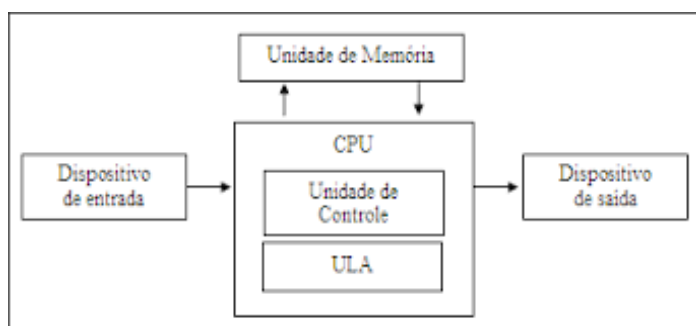 Unidade de Memória
CPU
Dispositivo
de entrada
Unidade de
Controle
ULA
Dispositivo
de saída